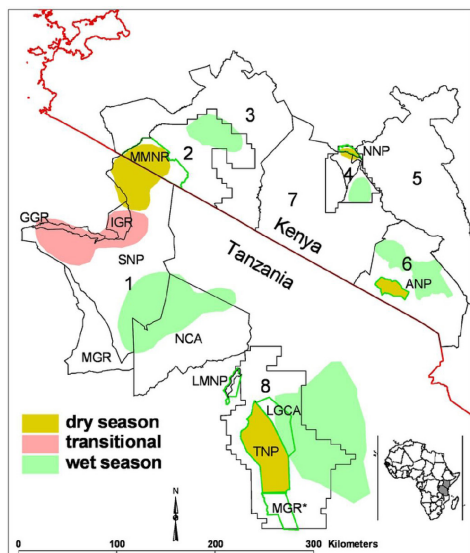 3
MMNR
2
NNP
4
5
7
Kenya
GGR
IGR
SNP
Tanzania
6
ANP
1
NCA
MGR
LMNP
8
LGCA
TNP
MGR*
dry season
transitional
wet season
N
0 100 200 300 Kilometers